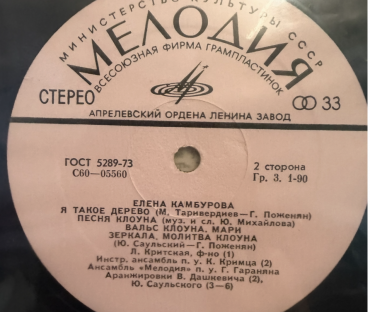 МИНИСТЕРСТВО КУЛЬТУРЫ СССР
МЕЛОДИЯ
ВСЕСОЮЗНАЯ ФИРМА ГРАМПЛАСТИНОК
СТЕРЕО
33
АПРЕЛЕВСКИЙ ОРДЕНА ЛЕНИНА ЗАВОД
ГОСТ 5289-73
С60—05560
2 сторона
Гр. 3. 1-90
ЕЛЕНА КАМБУРОВА
Я ТАКОЕ ДЕРЕВО (М. Таривердиев—Г. Поженян)
ПЕСНЯ КЛОУНА (муз. и сл. Ю. Михайлова)
ВАЛЬС КЛОУНА, МАРИ
ЗЕРКАЛА, МОЛИТВА КЛОУНА
(Ю. Саульский—Г. Поженян)
Л. Критская, ф-но (1)
Инстр. ансамбль п. у. К. Кримца (2)
Ансамбль «Мелодия» п. у. Г. Гараняна
Аранжировки В. Дашкевича (2),
Ю. Саульского (3—6)